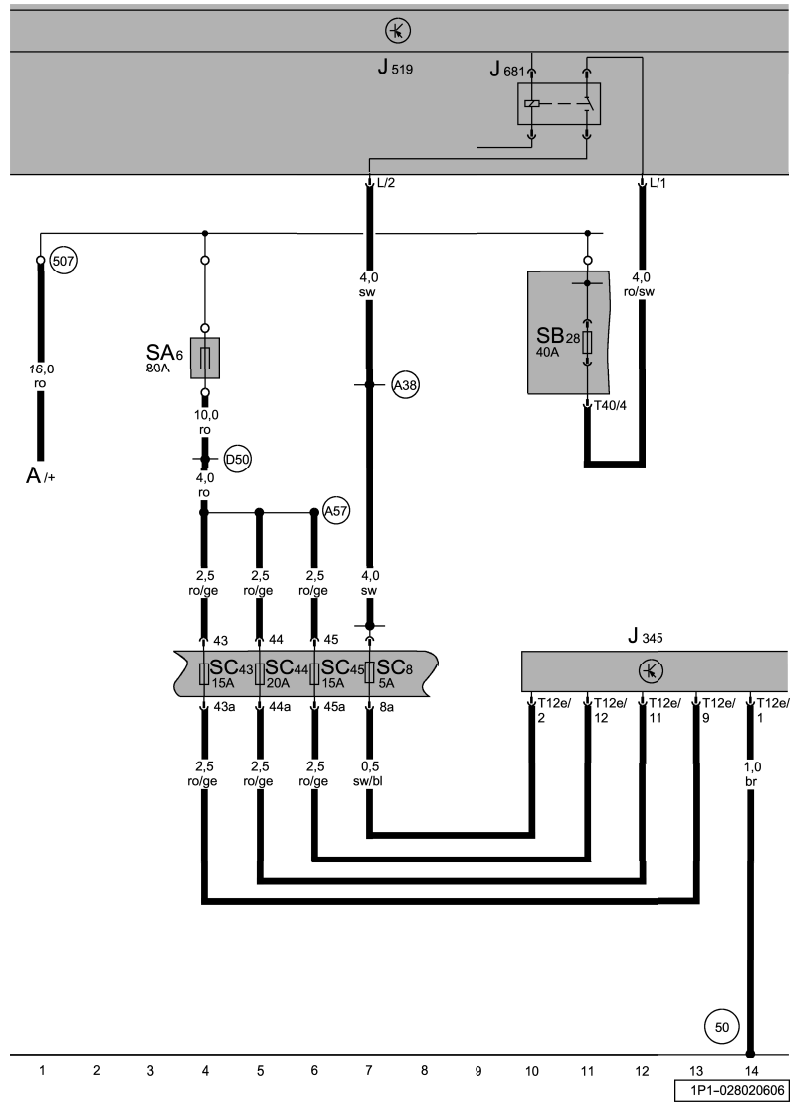 J 519
J 681
L/2
L/1
507
4,0
sw
4,0
ro/sw
SA6
80A
SB28
40A
16,0
ro
A38
10,0
ro
T40/4
D50
A /+
4,0
ro
A57
2,5
ro/ge
2,5
ro/ge
2,5
ro/ge
4,0
sw
43
44
45
J 345
SC43
15A
SC44
20A
SC45
15A
SC8
5A
43a
44a
45a
8a
T12e/
2
T12e/
12
T12e/
11
T12e/
9
T12e/
1
2,5
ro/ge
2,5
ro/ge
2,5
ro/ge
0,5
sw/bl
1,0
br
50
1 2 3 4 5 6 7 8 9 10 11 12 13 14
1P1-028020606